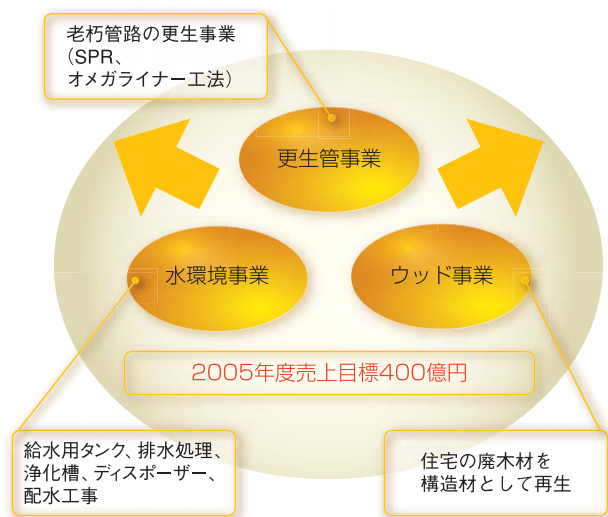 老朽管路の更生事業
（SPR、
オメガライナー工法）
更生管事業
水環境事業
ウッド事業
2005年度売上目標400億円
給水用タンク、排水処理、
浄化槽、ディスポーザー、
配水工事
住宅の廃木材を
構造材として再生